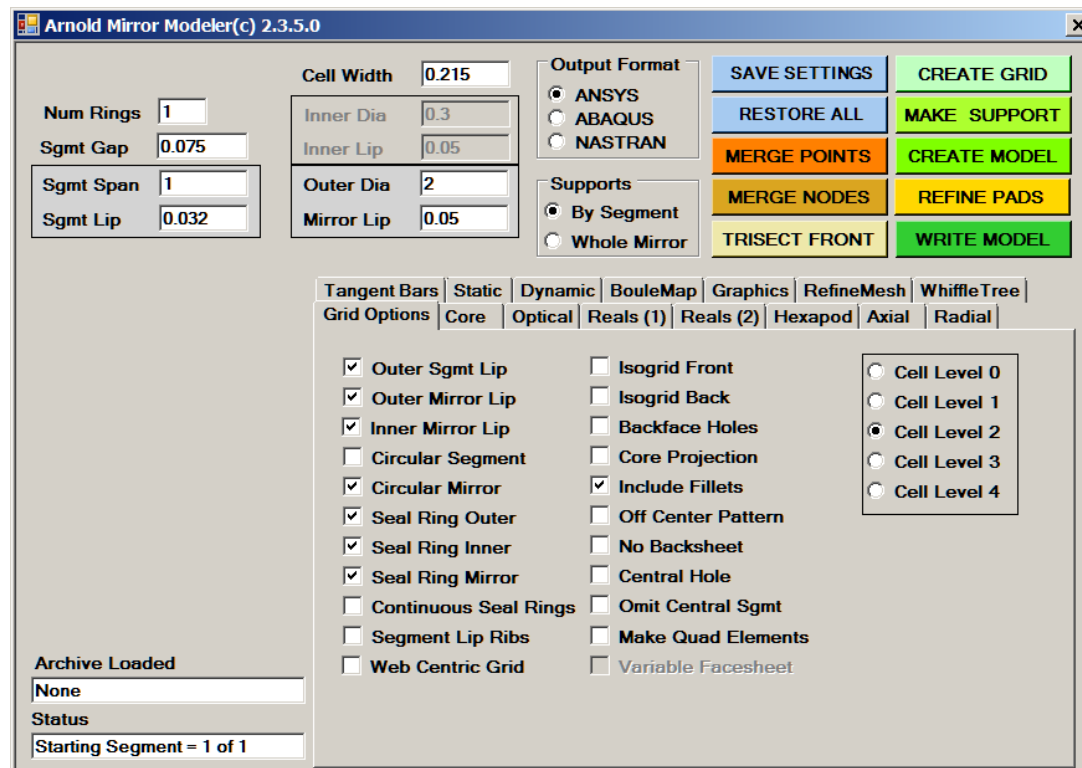 Arnold Mirror Modeler(c) 2.3.5.0
Cell Width 0.215
Num Rings 1
Sgmt Gap 0.075
Sgmt Span 1
Sgmt Lip 0.032
Inner Dia 0.3
Inner Lip 0.05
Outer Dia 2
Mirror Lip 0.05
Output Format
ANSYS
ABAQUS
NASTRAN
Supports
By Segment
Whole Mirror
SAVE SETTINGS CREATE GRID
RESTORE ALL MAKE SUPPORT
MERGE POINTS CREATE MODEL
MERGE NODES REFINE PADS
TRISECT FRONT WRITE MODEL
Tangent Bars Static Dynamic BouleMap Graphics RefineMesh WhiffleTree
Grid Options Core Optical Reals (1) Reals (2) Hexapod Axial Radial
Outer Sgmt Lip
Outer Mirror Lip
Inner Mirror Lip
Circular Segment
Circular Mirror
Seal Ring Outer
Seal Ring Inner
Seal Ring Mirror
Continuous Seal Rings
Segment Lip Ribs
Web Centric Grid
Isogrid Front
Isogrid Back
Backface Holes
Core Projection
Include Fillets
Off Center Pattern
No Backsheet
Central Hole
Omit Central Sgmt
Make Quad Elements
Variable Facesheet
Cell Level 0
Cell Level 1
Cell Level 2
Cell Level 3
Cell Level 4
Archive Loaded
None
Status
Starting Segment = 1 of 1